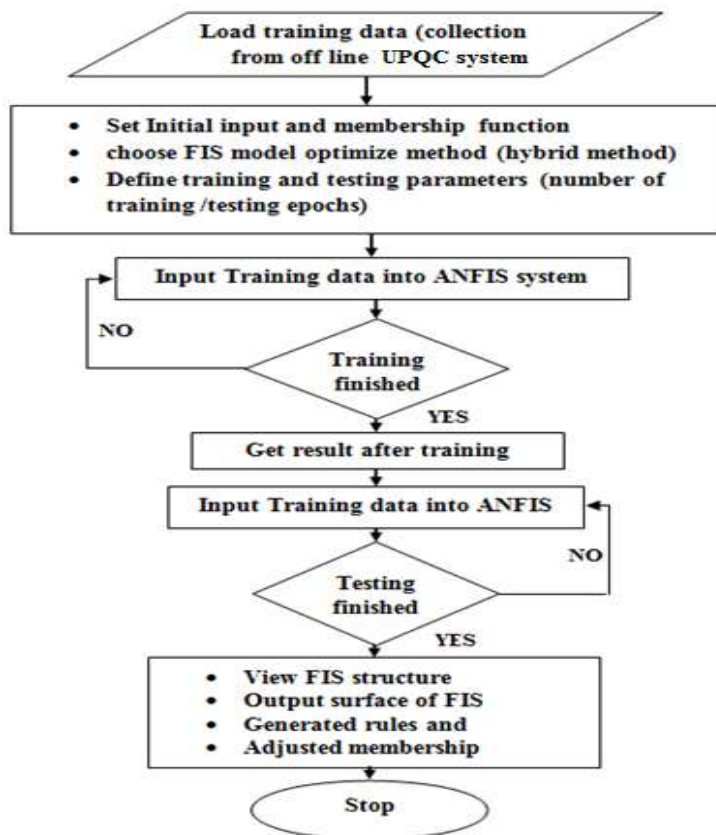 Load training data (collection
from off line UPQC system
• Set Initial input and membership function
• choose FIS model optimize method (hybrid method)
• Define training and testing parameters (number of
training /testing epochs)
Input Training data into ANFIS system
NO
Training
finished
YES
Get result after training
Input Training data into ANFIS
NO
Testing
finished
YES
• View FIS structure
• Output surface of FIS
• Generated rules and
• Adjusted membership
Stop